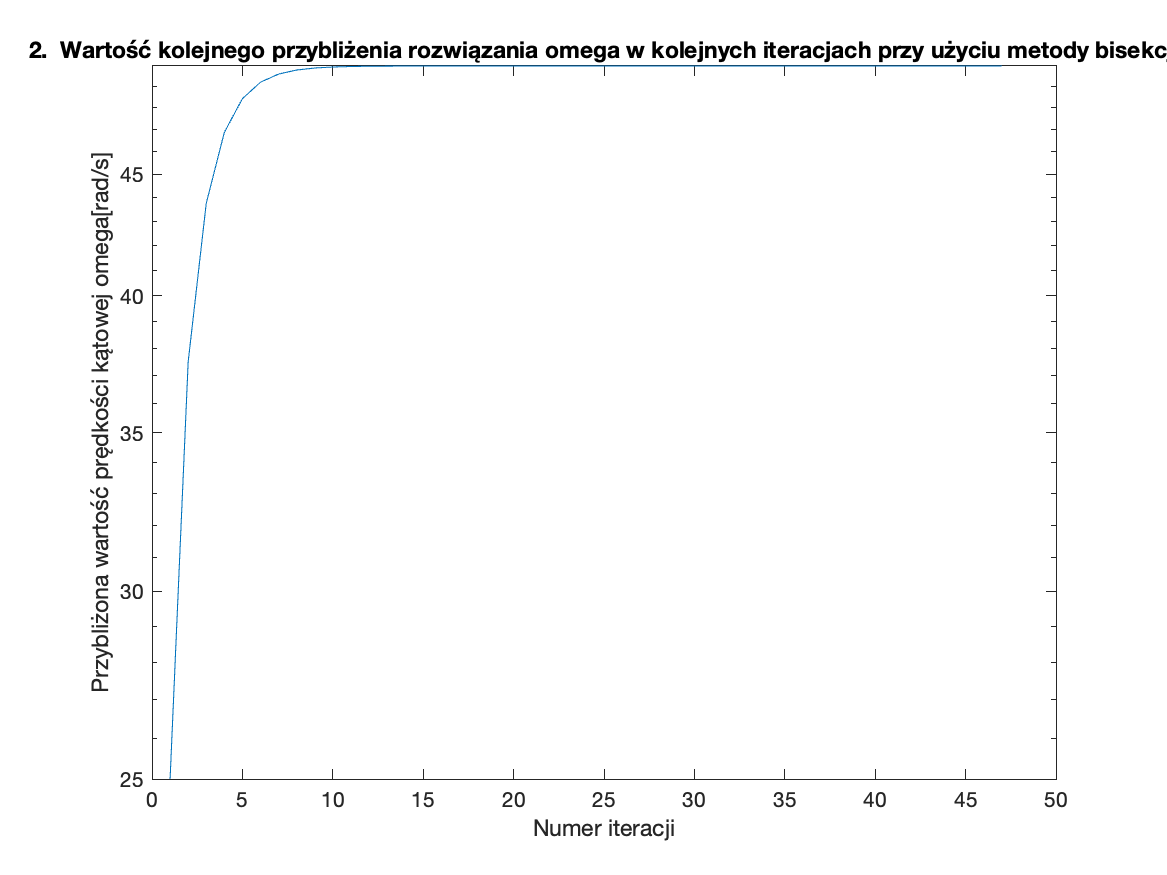 2.  Wartość kolejnego przybliżenia rozwiązania omega w kolejnych iteracjach przy użyciu metody bisekc
Przybliżona wartość prędkości kątowej omega[rad/s]
45
40
35
30
25
0 5 10 15 20 25 30 35 40 45 50
Numer iteracji